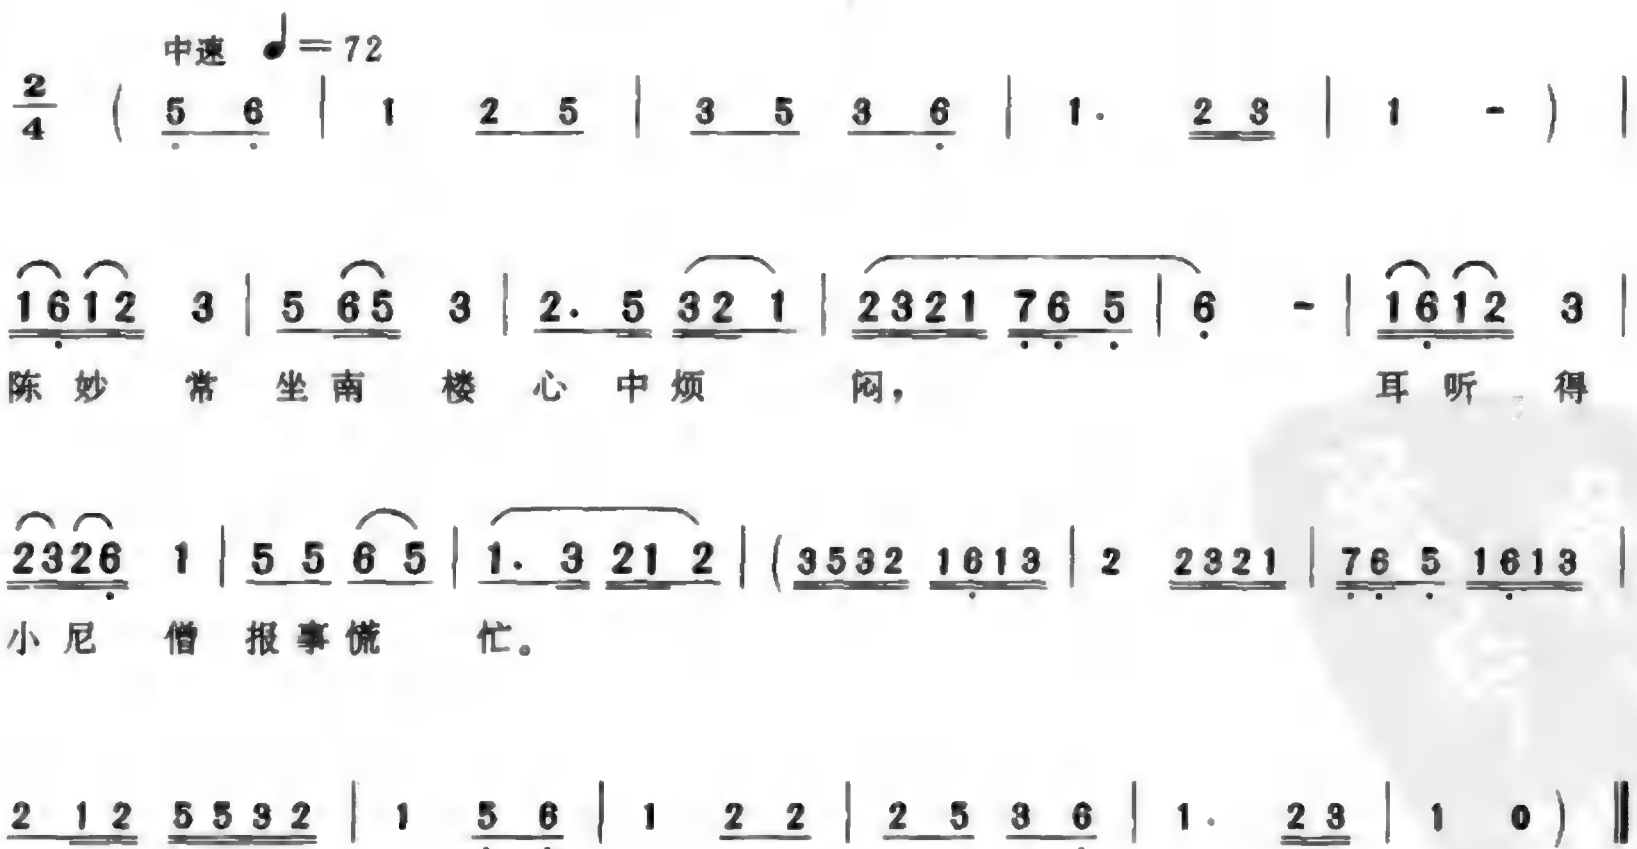 中速 ♩=72
2/4 ( 5 6 | 1 2 5 | 3 5 3 6 | 1. 2 3 | 1 - ) |
1612 3 | 5 65 3 | 2. 5 32 1 | 2321 76 5 | 6 - | 1612 3 |
陈妙 常 坐南 楼 心 中烦 闷， 耳听 得
2326 1 | 5 5 6 5 | 1. 3 21 2 | ( 3532 1613 | 2 2321 | 76 5 1613 |
小尼 僧 报事慌 忙。
2 12 5532 | 1 5 6 | 1 2 2 | 2 5 3 6 | 1. 23 | 1 0 ) ‖